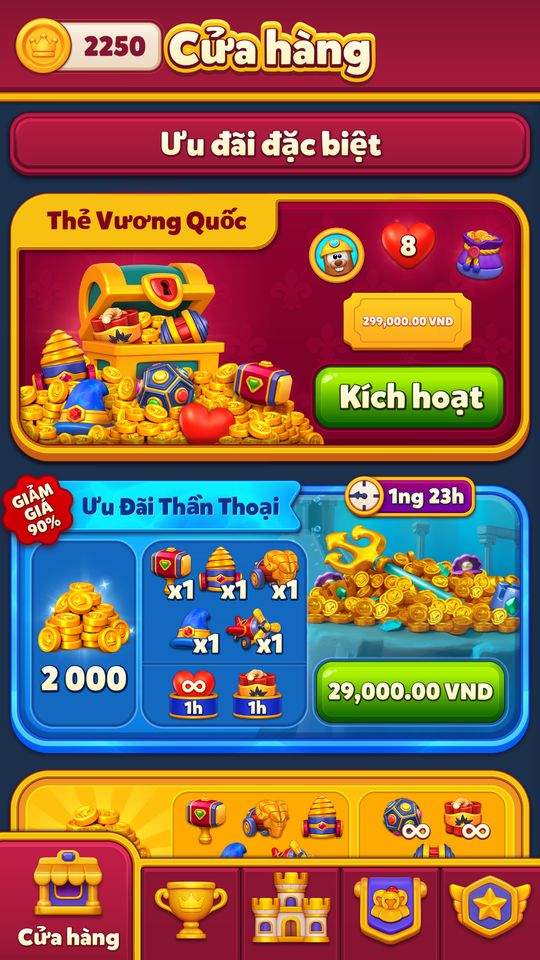 2250
Cửa hàng
Ưu đãi đặc biệt
Thẻ Vương Quốc
8
299,000.00 VND
Kích hoạt
GIẢM
GIÁ
90%
Ưu Đãi Thần Thoại
1ng 23h
x1 x1 x1
x1 x1
2 000
∞
1h 1h
29,000.00 VND
∞ ∞
Cửa hàng